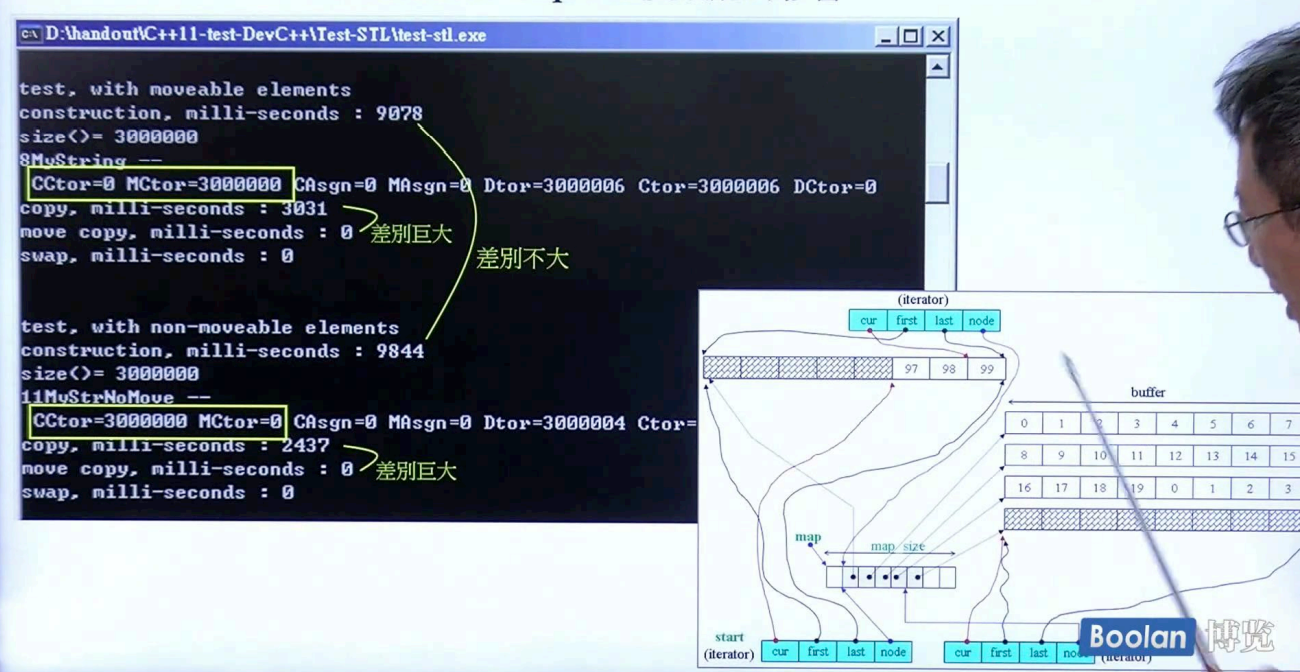 D:\handout\C++11-test-DevC++\Test-STL\test-stl.exe
test, with moveable elements
construction, milli-seconds : 9078
size()= 3000000
8MyString --
CCtor=0 MCtor=3000000 CAsgn=0 MAsgn=0 Dtor=3000006 Ctor=3000006 DCtor=0
copy, milli-seconds : 3031
move copy, milli-seconds : 0
差別巨大
swap, milli-seconds : 0
差別不大
test, with non-moveable elements
construction, milli-seconds : 9844
size()= 3000000
11MyStrNoMove --
CCtor=3000000 MCtor=0 CAsgn=0 MAsgn=0 Dtor=3000004 Ctor=
copy, milli-seconds : 2437
move copy, milli-seconds : 0
差別巨大
swap, milli-seconds : 0
(iterator)
cur first last node
97 98 99
buffer
0 1 2 3 4 5 6 7
8 9 10 11 12 13 14 15
16 17 18 19 0 1 2 3
map
map size
start
(iterator)
cur first last node
cur first last
(iterator)
Boolan 博览